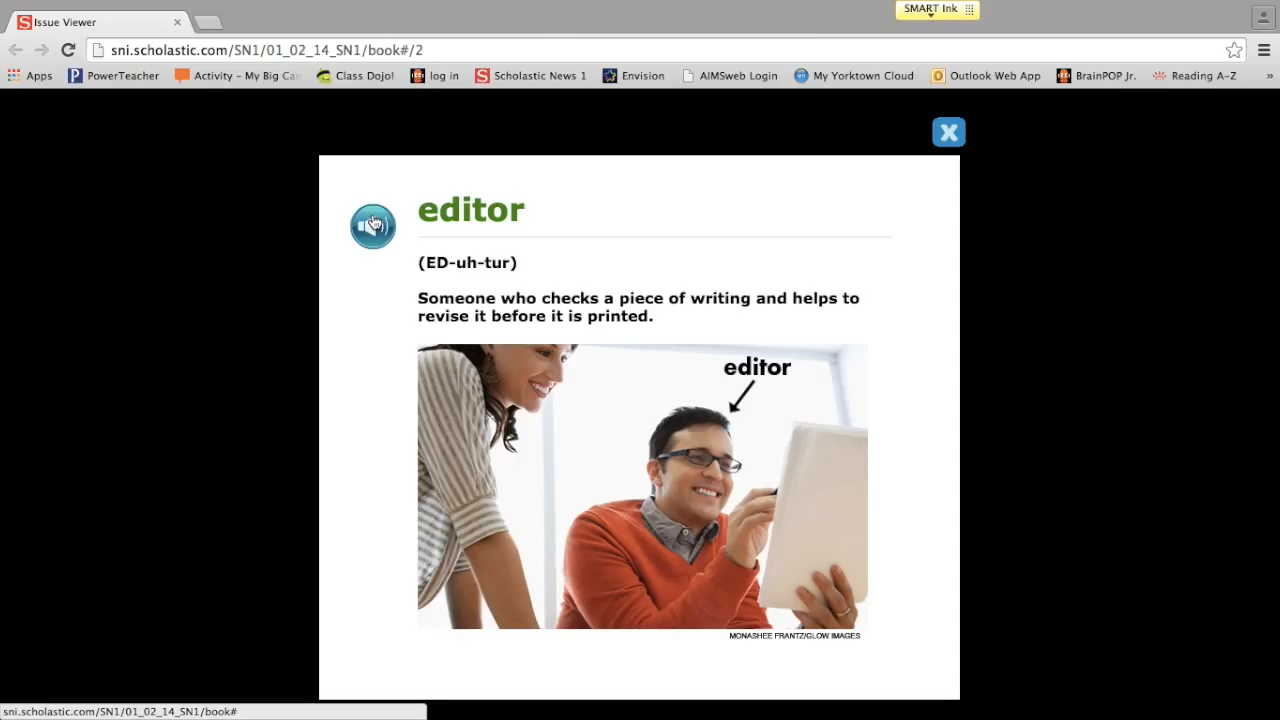 SMART Ink
Issue Viewer
sni.scholastic.com/SN1/01_02_14_SN1/book#/2
Apps PowerTeacher Activity - My Big Can Class Dojo! log in Scholastic News 1 Envision AIMSweb Login My Yorktown Cloud Outlook Web App BrainPOP Jr. Reading A-Z »
X
editor
(ED-uh-tur)
Someone who checks a piece of writing and helps to
revise it before it is printed.
editor
MONASHEE FRANTZ/GLOW IMAGES
sni.scholastic.com/SN1/01_02_14_SN1/book#